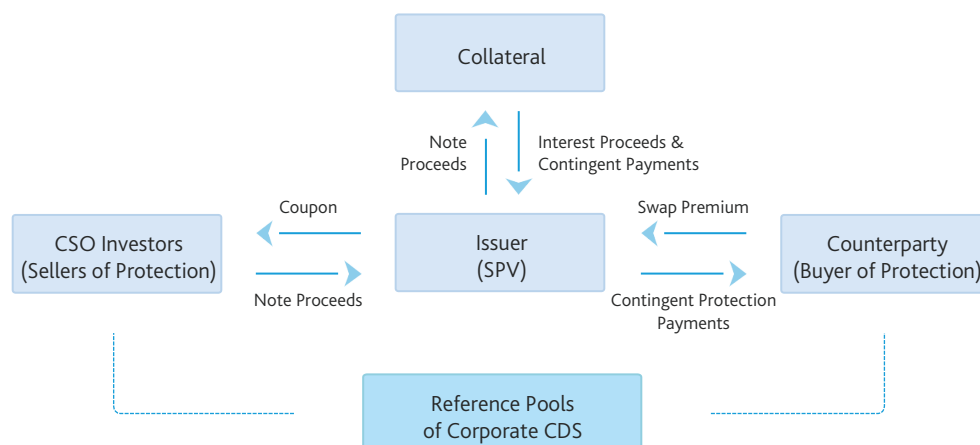 Collateral
Note
Proceeds
Interest Proceeds &
Contingent Payments
Coupon
Swap Premium
CSO Investors
(Sellers of Protection)
Issuer
(SPV)
Counterparty
(Buyer of Protection)
Note Proceeds
Contingent Protection
Payments
Reference Pools
of Corporate CDS